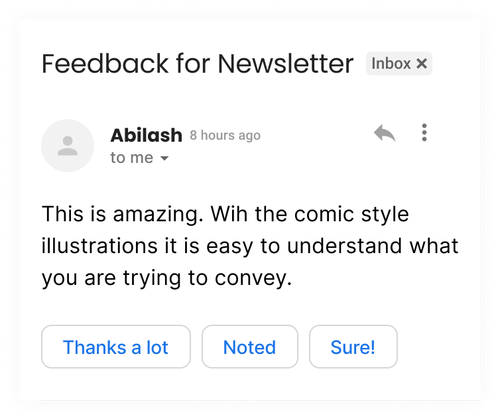 Feedback for Newsletter Inbox ×
Abilash 8 hours ago
to me
This is amazing. Wih the comic style
illustrations it is easy to understand what
you are trying to convey.
Thanks a lot Noted Sure!